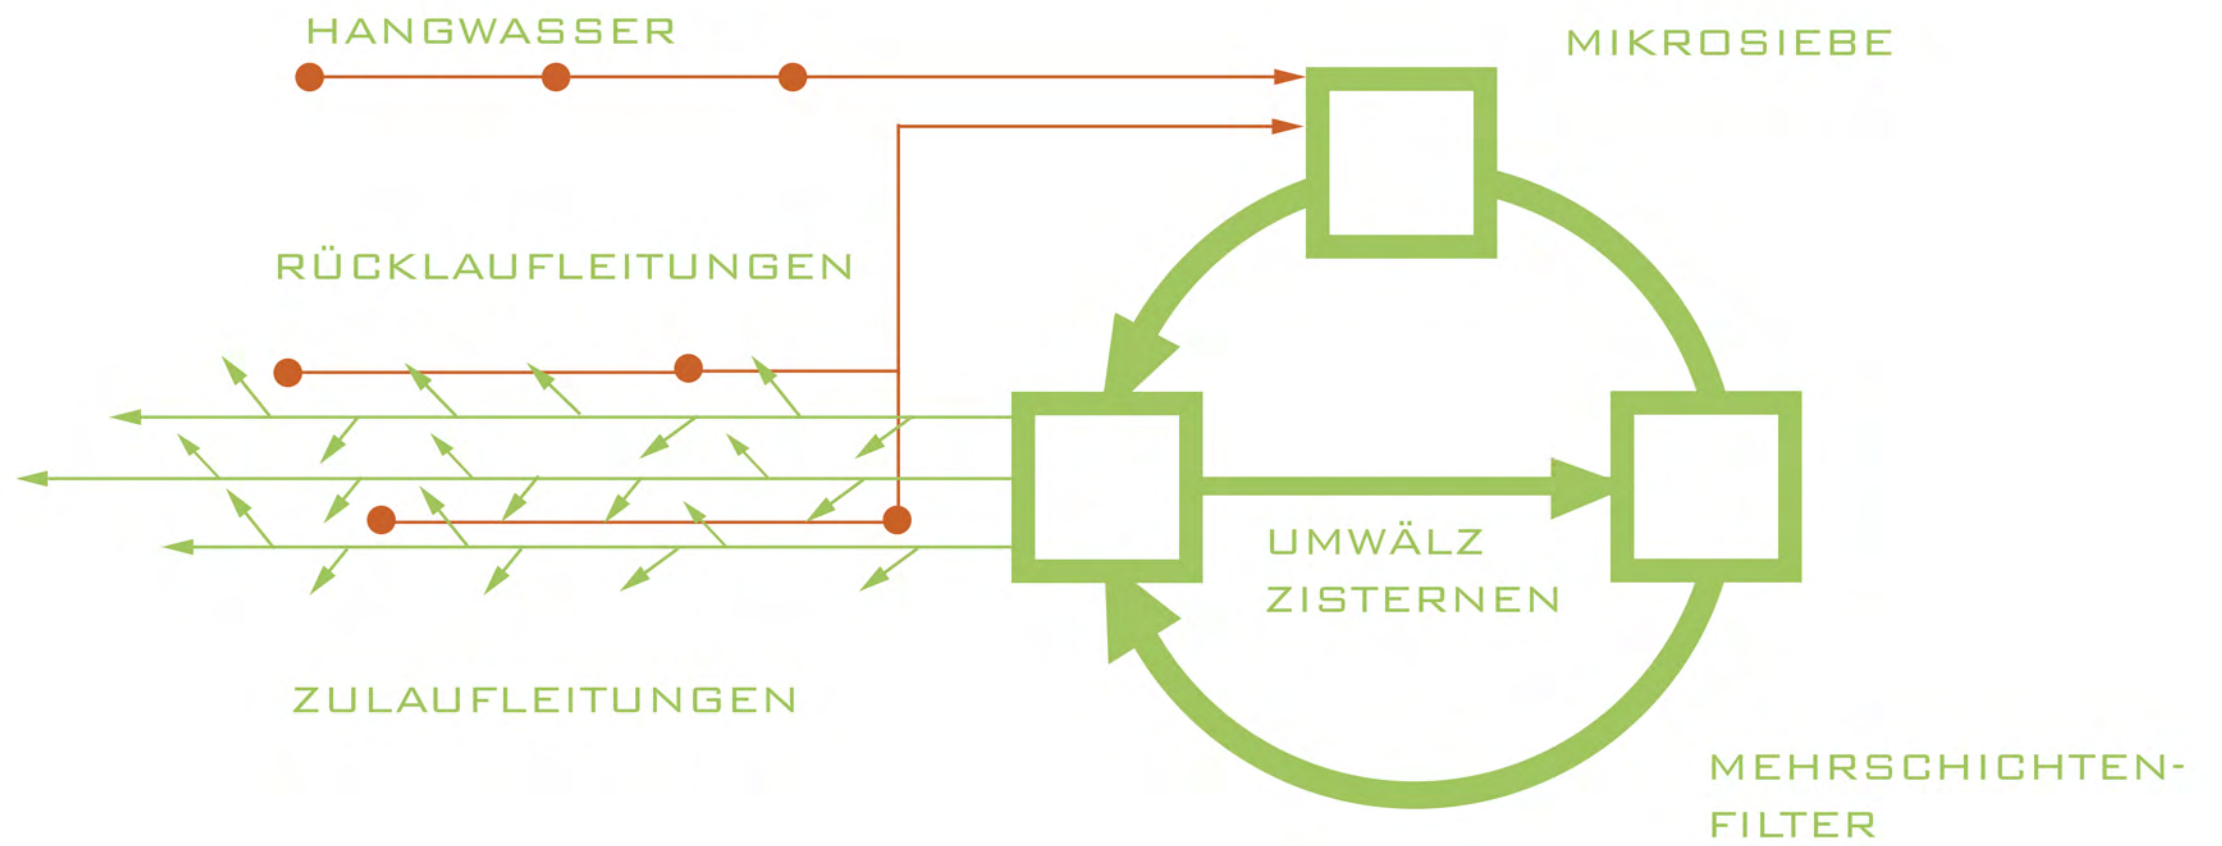 HANGWASSER
MIKROSIEBE
RÜCKLAUFLEITUNGEN
UMWÄLZ
ZISTERNEN
ZULAUFLEITUNGEN
MEHRSCHICHTEN-
FILTER